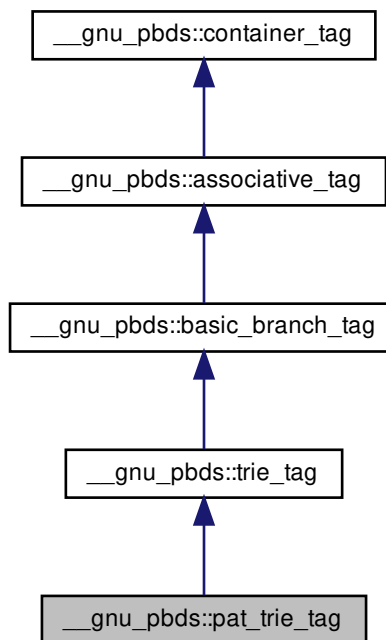 __gnu_pbds::container_tag
__gnu_pbds::associative_tag
__gnu_pbds::basic_branch_tag
__gnu_pbds::trie_tag
__gnu_pbds::pat_trie_tag